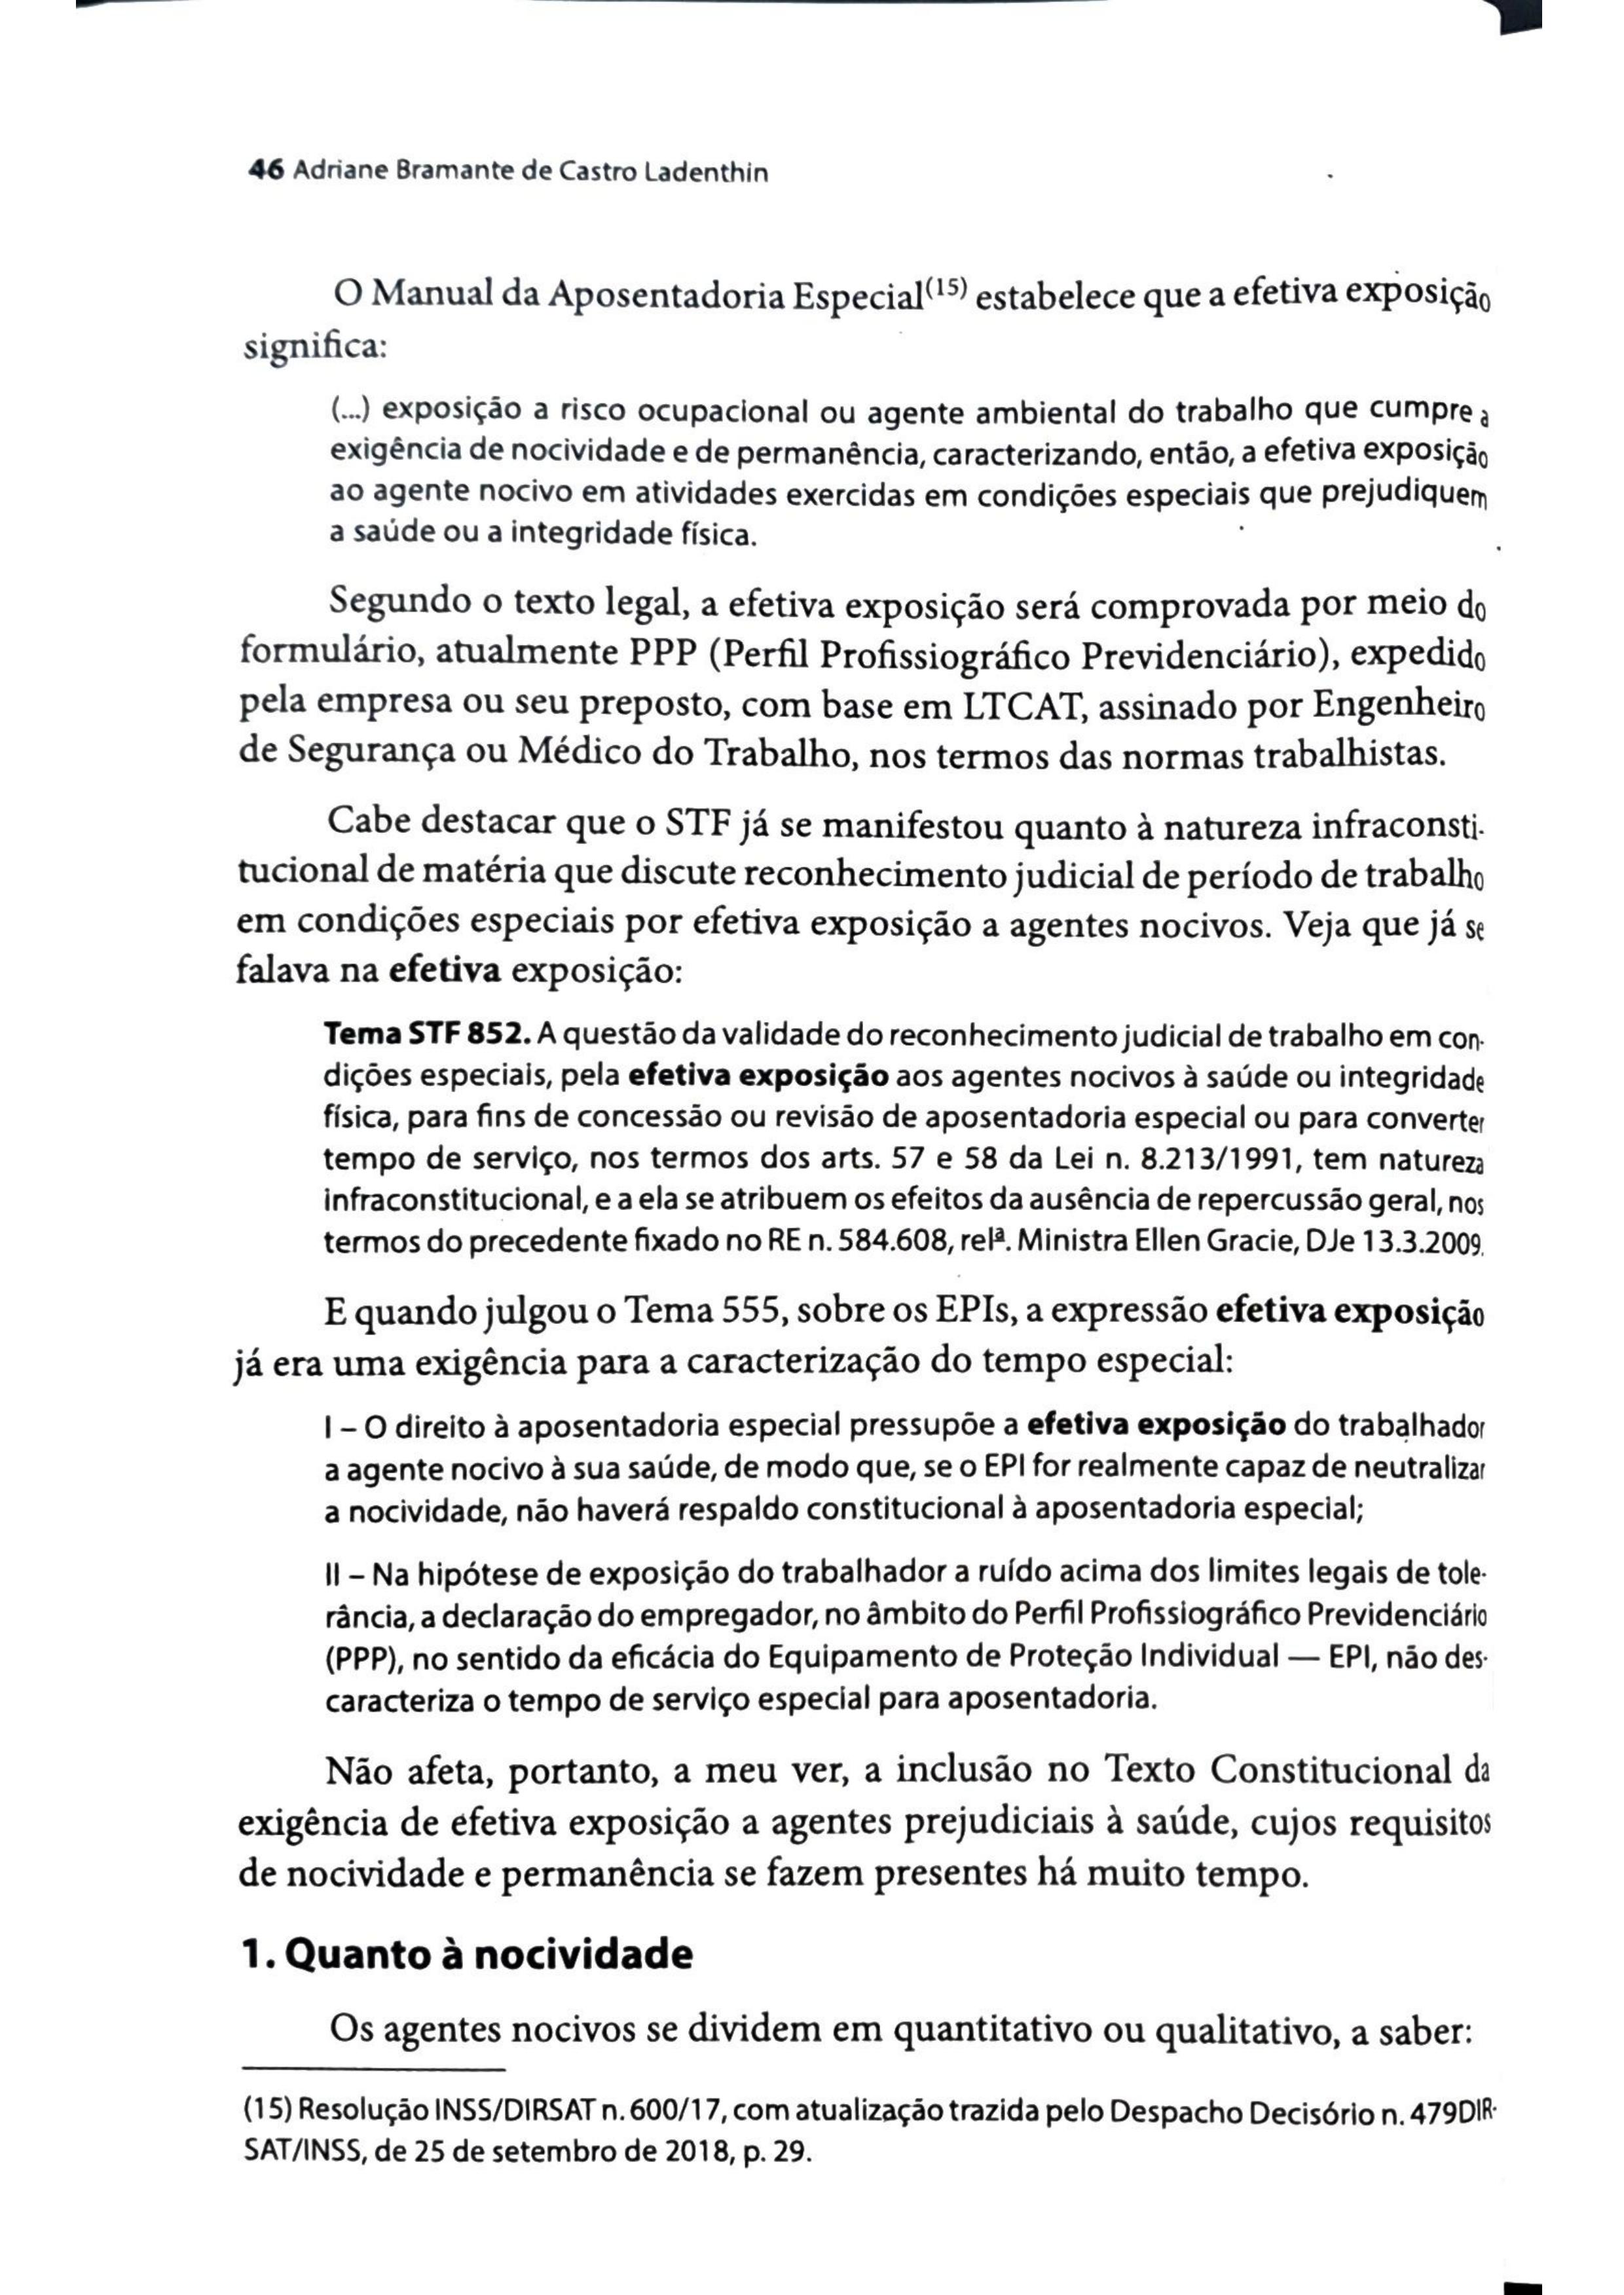 46 Adriane Bramante de Castro Ladenthin
O Manual da Aposentadoria Especial(15) estabelece que a efetiva exposição
significa:
(...) exposição a risco ocupacional ou agente ambiental do trabalho que cumpre a
exigência de nocividade e de permanência, caracterizando, então, a efetiva exposição
ao agente nocivo em atividades exercidas em condições especiais que prejudiquem
a saúde ou a integridade física.
Segundo o texto legal, a efetiva exposição será comprovada por meio do
formulário, atualmente PPP (Perfil Profissiográfico Previdenciário), expedido
pela empresa ou seu preposto, com base em LTCAT, assinado por Engenheiro
de Segurança ou Médico do Trabalho, nos termos das normas trabalhistas.
Cabe destacar que o STF já se manifestou quanto à natureza infraconsti-
tucional de matéria que discute reconhecimento judicial de período de trabalho
em condições especiais por efetiva exposição a agentes nocivos. Veja que já se
falava na efetiva exposição:
Tema STF 852. A questão da validade do reconhecimento judicial de trabalho em con-
dições especiais, pela efetiva exposição aos agentes nocivos à saúde ou integridade
física, para fins de concessão ou revisão de aposentadoria especial ou para converter
tempo de serviço, nos termos dos arts. 57 e 58 da Lei n. 8.213/1991, tem natureza
infraconstitucional, e a ela se atribuem os efeitos da ausência de repercussão geral, nos
termos do precedente fixado no RE n. 584.608, relª. Ministra Ellen Gracie, DJe 13.3.2009.
E quando julgou o Tema 555, sobre os EPIs, a expressão efetiva exposição
já era uma exigência para a caracterização do tempo especial:
I – O direito à aposentadoria especial pressupõe a efetiva exposição do trabalhador
a agente nocivo à sua saúde, de modo que, se o EPI for realmente capaz de neutralizar
a nocividade, não haverá respaldo constitucional à aposentadoria especial;
II – Na hipótese de exposição do trabalhador a ruído acima dos limites legais de tole-
rância, a declaração do empregador, no âmbito do Perfil Profissiográfico Previdenciário
(PPP), no sentido da eficácia do Equipamento de Proteção Individual — EPI, não des-
caracteriza o tempo de serviço especial para aposentadoria.
Não afeta, portanto, a meu ver, a inclusão no Texto Constitucional da
exigência de efetiva exposição a agentes prejudiciais à saúde, cujos requisitos
de nocividade e permanência se fazem presentes há muito tempo.
1. Quanto à nocividade
Os agentes nocivos se dividem em quantitativo ou qualitativo, a saber:
(15) Resolução INSS/DIRSAT n. 600/17, com atualização trazida pelo Despacho Decisório n. 479DIR-
SAT/INSS, de 25 de setembro de 2018, p. 29.